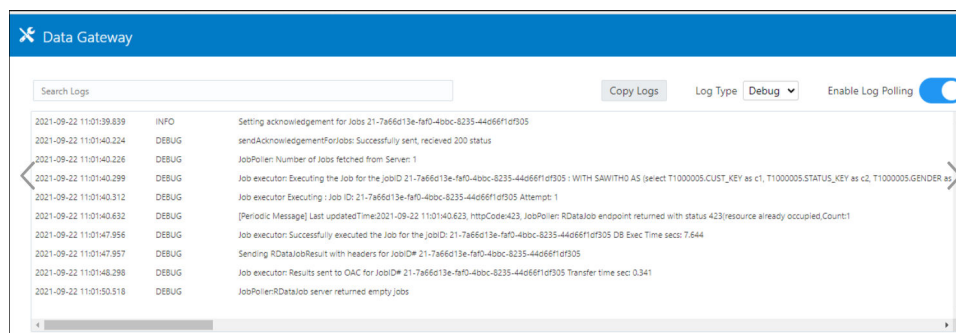 Data Gateway
Search Logs
Copy Logs
Log Type Debug
Enable Log Polling
2021-09-22 11:01:39.839 INFO Setting acknowledgement for Jobs 21-7a66d13e-faf0-4bbc-8235-44d66f1df305
2021-09-22 11:01:40.224 DEBUG sendAcknowledgementForJobs: Successfully sent, recieved 200 status
2021-09-22 11:01:40.226 DEBUG JobPoller: Number of Jobs fetched from Server: 1
2021-09-22 11:01:40.299 DEBUG Job executor: Executing the Job for the jobID 21-7a66d13e-faf0-4bbc-8235-44d66f1df305 : WITH SAWITH0 AS (select T1000005.CUST_KEY as c1, T1000005.STATUS_KEY as c2, T1000005.GENDER as
2021-09-22 11:01:40.312 DEBUG Job executor Executing : Job ID: 21-7a66d13e-faf0-4bbc-8235-44d66f1df305 Attempt: 1
2021-09-22 11:01:40.632 DEBUG [Periodic Message] Last updatedTime:2021-09-22 11:01:40.623, httpCode:423, JobPoller: RDataJob endpoint returned with status 423(resource already occupied,Count:1
2021-09-22 11:01:47.956 DEBUG Job executor: Successfully executed the Job for the jobID: 21-7a66d13e-faf0-4bbc-8235-44d66f1df305 DB Exec Time secs: 7.644
2021-09-22 11:01:47.957 DEBUG Sending RDataJobResult with headers for JobID# 21-7a66d13e-faf0-4bbc-8235-44d66f1df305
2021-09-22 11:01:48.298 DEBUG Job executor: Results sent to OAC for JobID# 21-7a66d13e-faf0-4bbc-8235-44d66f1df305 Transfer time sec: 0.341
2021-09-22 11:01:50.518 DEBUG JobPoller:RDataJob server returned empty jobs